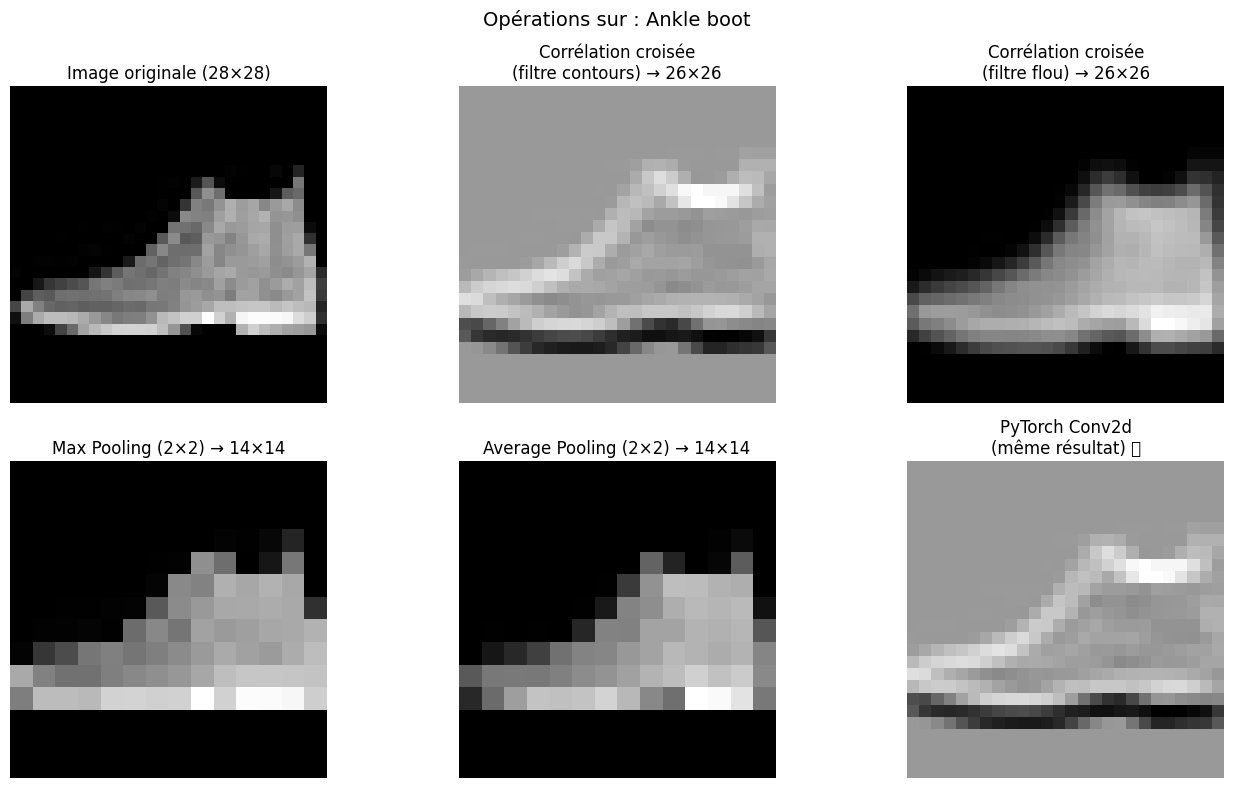 Opérations sur : Ankle boot
Image originale (28×28)
Corrélation croisée
(filtre contours) → 26×26
Corrélation croisée
(filtre flou) → 26×26
Max Pooling (2×2) → 14×14
Average Pooling (2×2) → 14×14
PyTorch Conv2d
(même résultat)